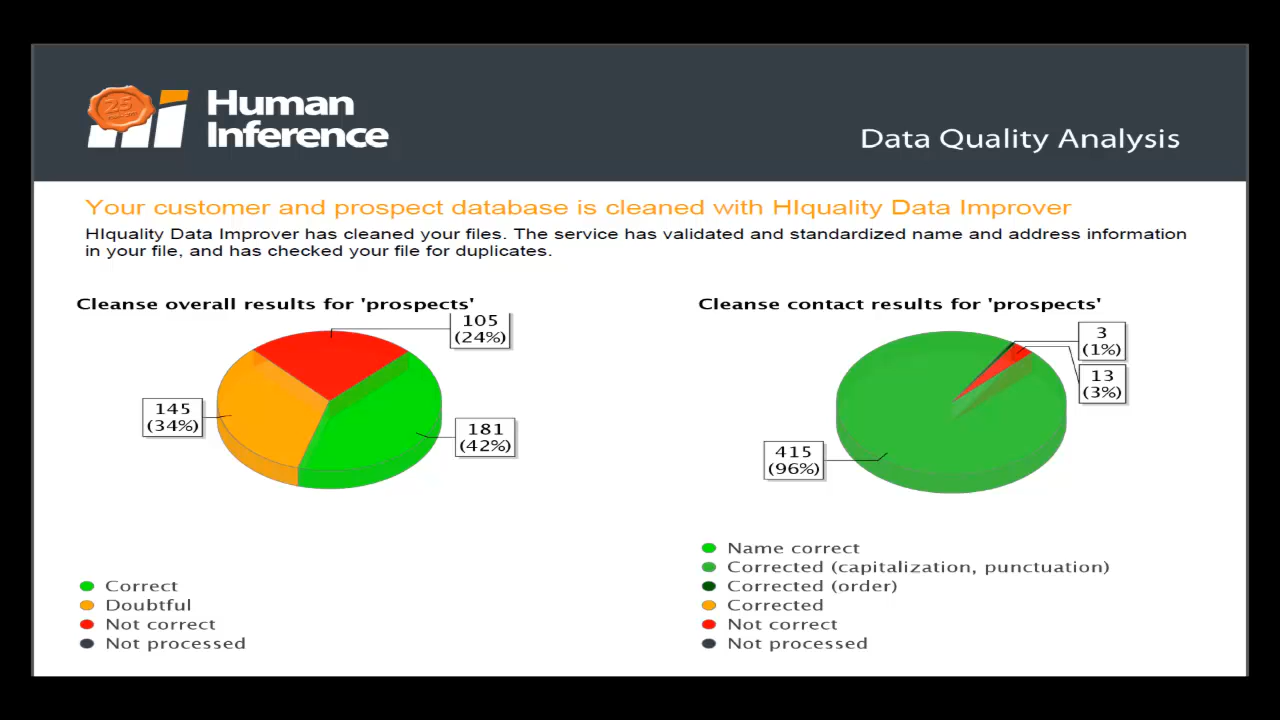 25
Human
Inference
Data Quality Analysis
Your customer and prospect database is cleaned with HIquality Data Improver
HIquality Data Improver has cleaned your files. The service has validated and standardized name and address information
in your file, and has checked your file for duplicates.
Cleanse overall results for 'prospects'
105
(24%)
145
(34%)
181
(42%)
Correct
Doubtful
Not correct
Not processed
Cleanse contact results for 'prospects'
3
(1%)
13
(3%)
415
(96%)
Name correct
Corrected (capitalization, punctuation)
Corrected (order)
Corrected
Not correct
Not processed